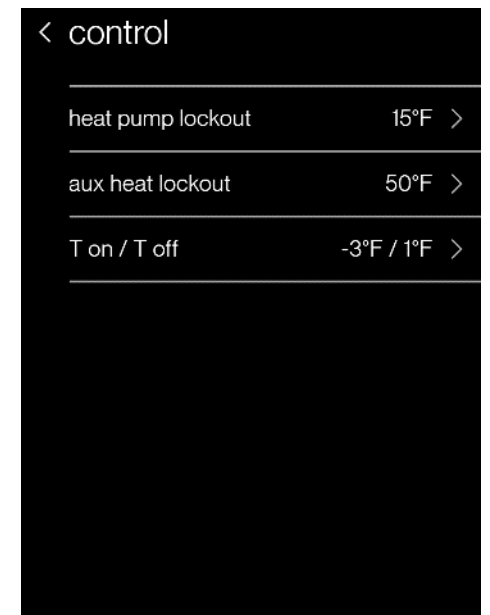 control
heat pump lockout 15°F
aux heat lockout 50°F
T on / T off -3°F / 1°F